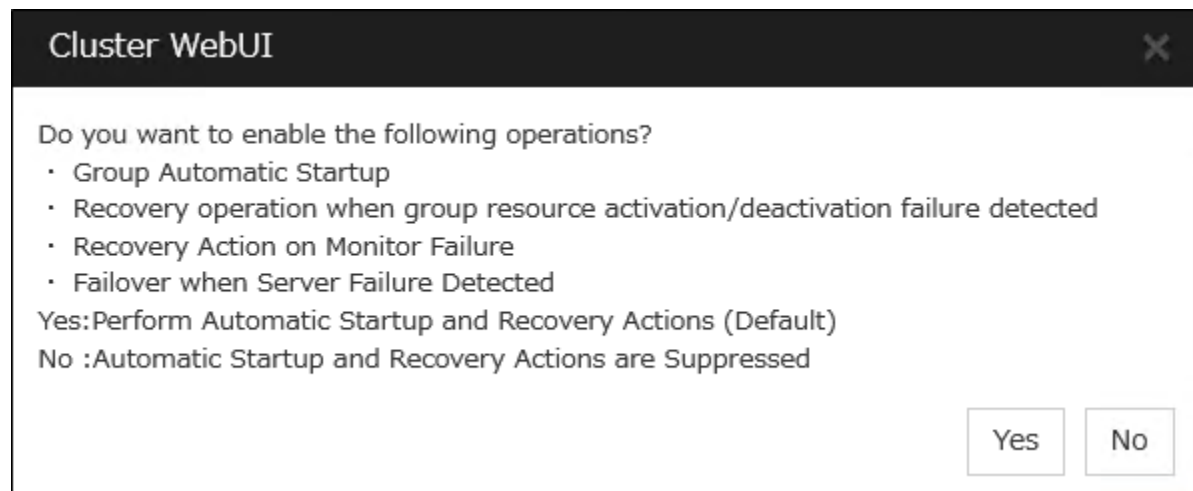 Cluster WebUI
Do you want to enable the following operations?
・ Group Automatic Startup
・ Recovery operation when group resource activation/deactivation failure detected
・ Recovery Action on Monitor Failure
・ Failover when Server Failure Detected
Yes:Perform Automatic Startup and Recovery Actions (Default)
No :Automatic Startup and Recovery Actions are Suppressed
Yes No